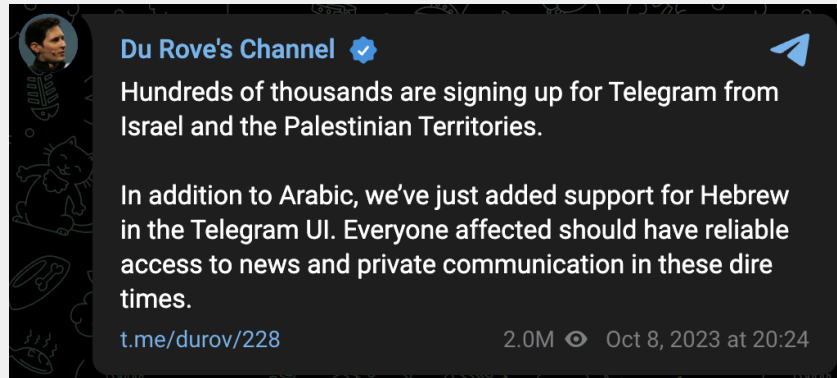 Du Rove's Channel
Hundreds of thousands are signing up for Telegram from
Israel and the Palestinian Territories.
In addition to Arabic, we’ve just added support for Hebrew
in the Telegram UI. Everyone affected should have reliable
access to news and private communication in these dire
times.
t.me/durov/228 2.0M Oct 8, 2023 at 20:24